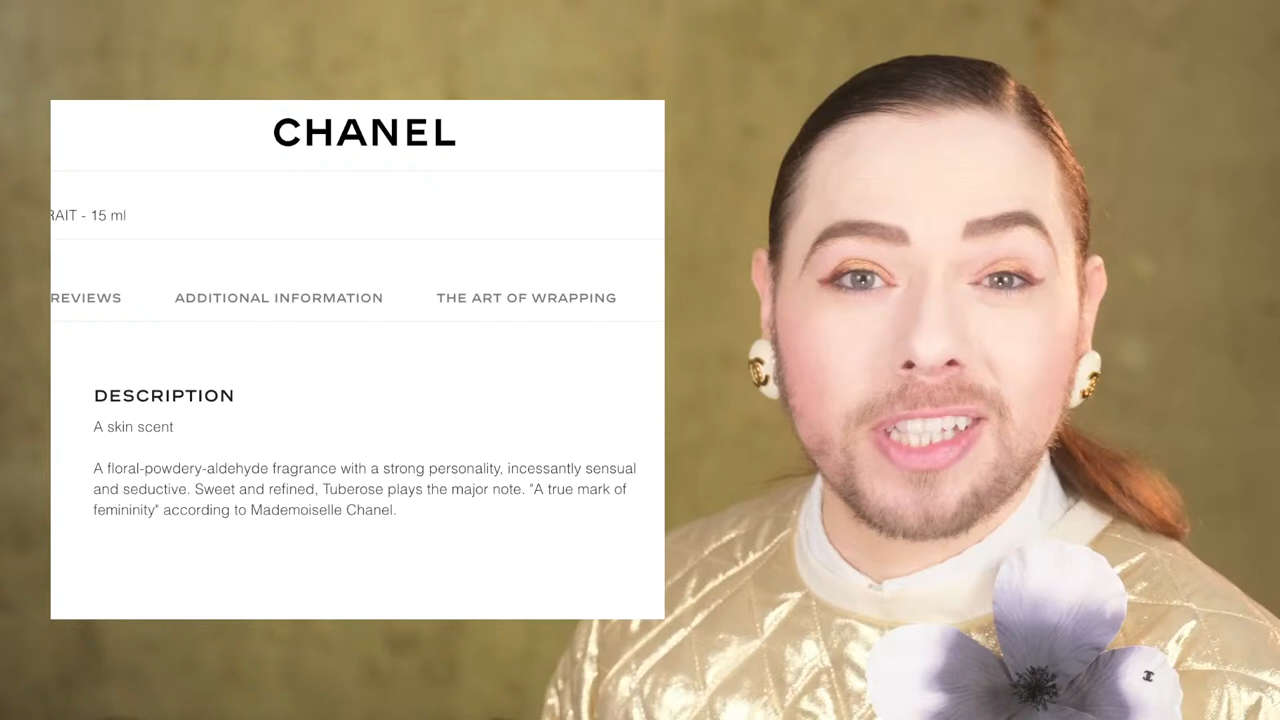 CHANEL
RAIT - 15 ml
REVIEWS ADDITIONAL INFORMATION THE ART OF WRAPPING
DESCRIPTION
A skin scent
A floral-powdery-aldehyde fragrance with a strong personality, incessantly sensual
and seductive. Sweet and refined, Tuberose plays the major note. "A true mark of
femininity" according to Mademoiselle Chanel.